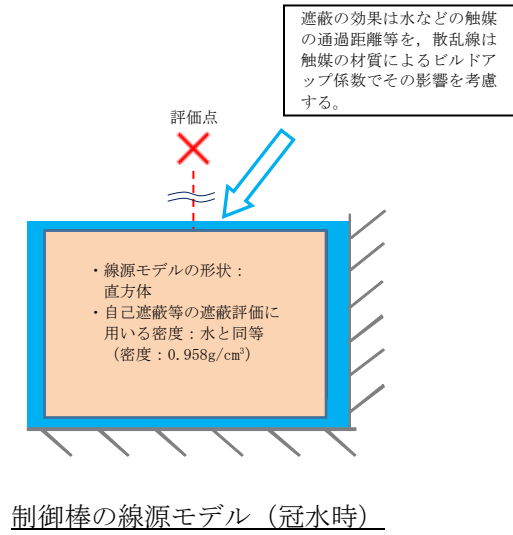 遮蔽の効果は水などの触媒
の通過距離等を，散乱線は
触媒の材質によるビルドア
ップ係数でその影響を考慮
する。
評価点
・線源モデルの形状：
直方体
・自己遮蔽等の遮蔽評価に
用いる密度：水と同等
（密度：0.958g/cm³）
制御棒の線源モデル（冠水時）